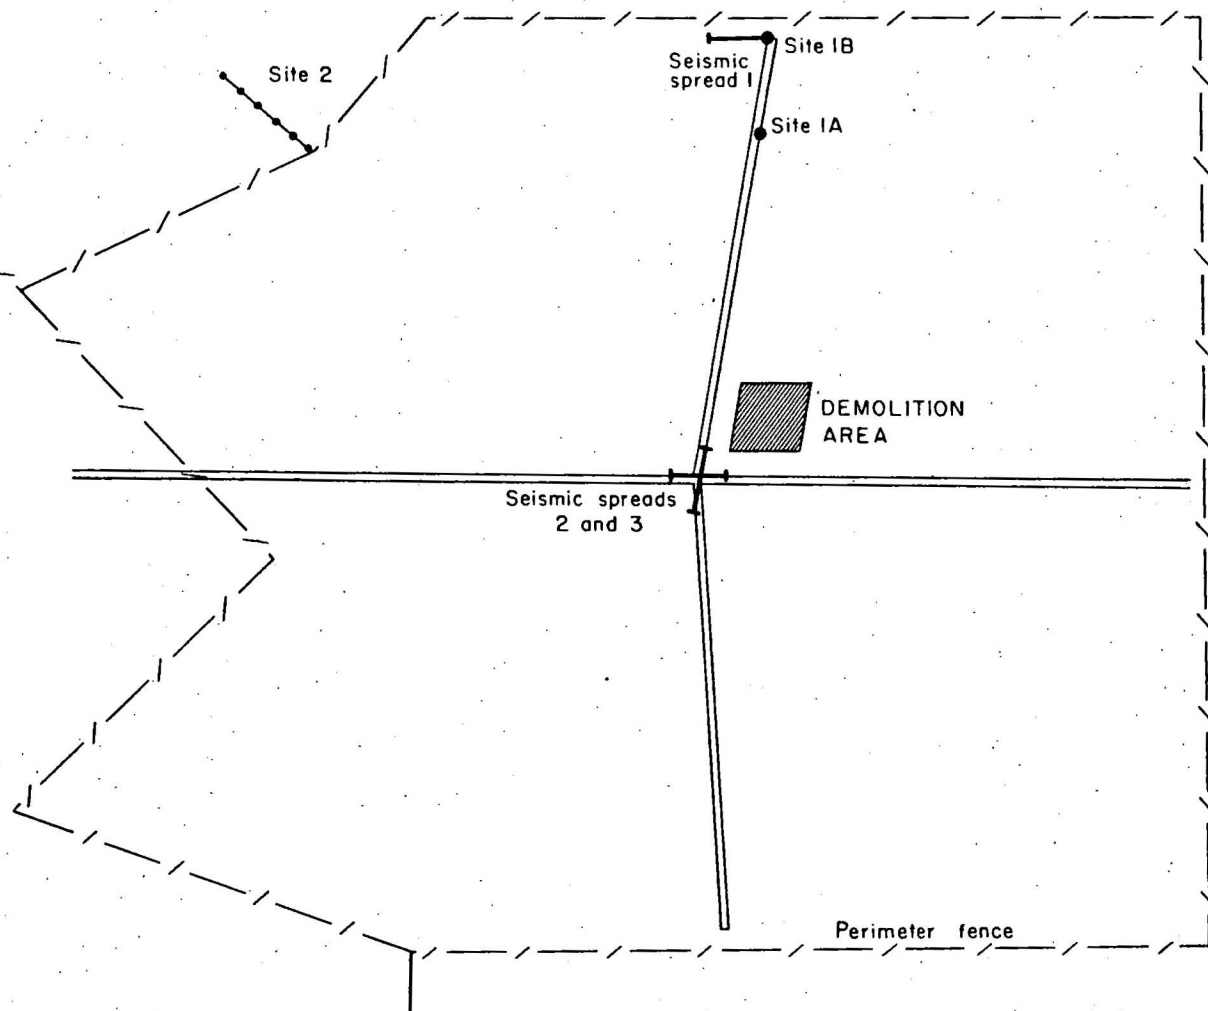 Site 1B
Seismic
spread 1
Site 2
Site 1A
DEMOLITION
AREA
Seismic spreads
2 and 3
Perimeter fence